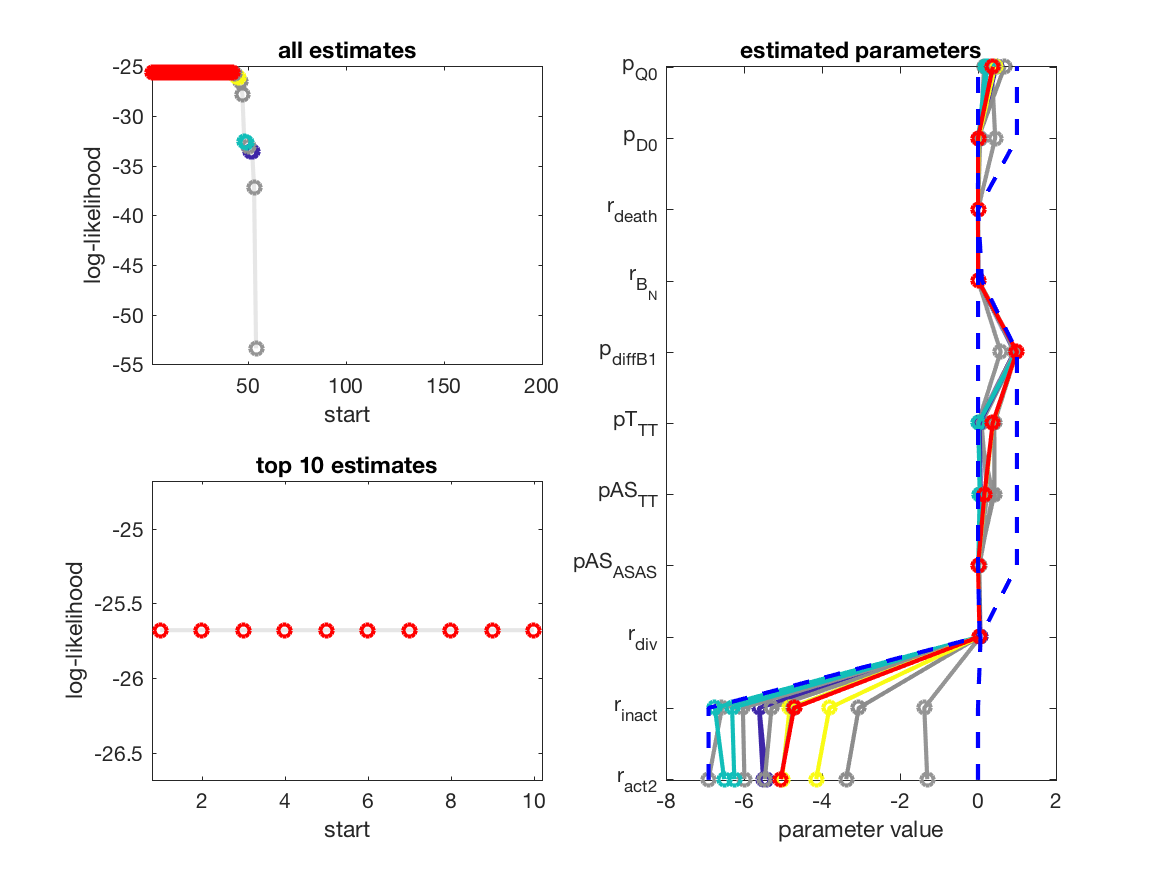 all estimates
-25
-30
-35
-40
-45
-50
-55
log-likelihood
50
100
150
200
start
top 10 estimates
-25
-25.5
-26
-26.5
log-likelihood
2
4
6
8
10
start
estimated parameters
pQ0
pD0
rdeath
rBN
pdiffB1
pTTT
pASTT
pASASAS
rdiv
rinact
ract2
-8
-6
-4
-2
0
2
parameter value